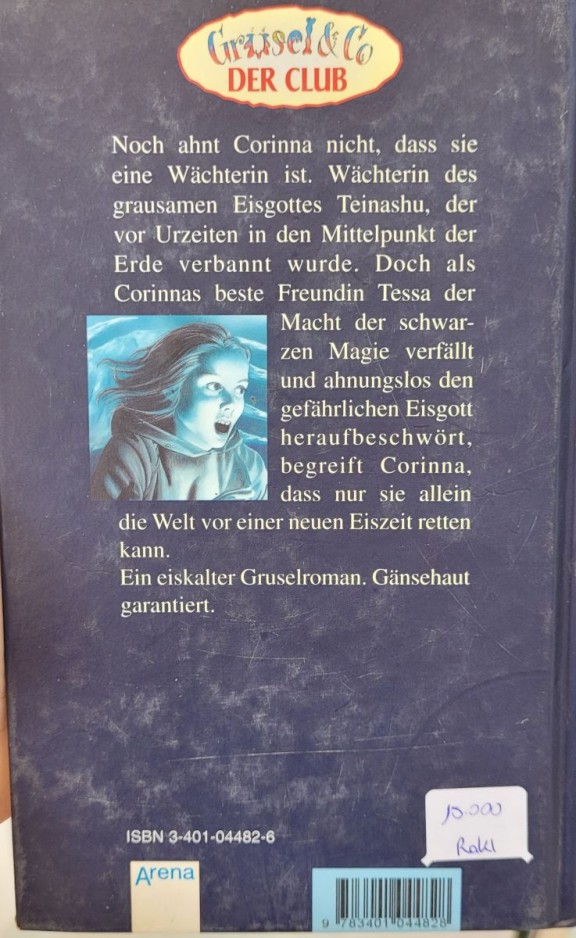 Grusel & Co
DER CLUB
Noch ahnt Corinna nicht, dass sie
eine Wächterin ist. Wächterin des
grausamen Eisgottes Teinashu, der
vor Urzeiten in den Mittelpunkt der
Erde verbannt wurde. Doch als
Corinnas beste Freundin Tessa der
Macht der schwar-
zen Magie verfällt
und ahnungslos den
gefährlichen Eisgott
heraufbeschwört,
begreift Corinna,
dass nur sie allein
die Welt vor einer neuen Eiszeit retten
kann.
Ein eiskalter Gruselroman. Gänsehaut
garantiert.
ISBN 3-401-04482-6
Arena
9 783401 044828